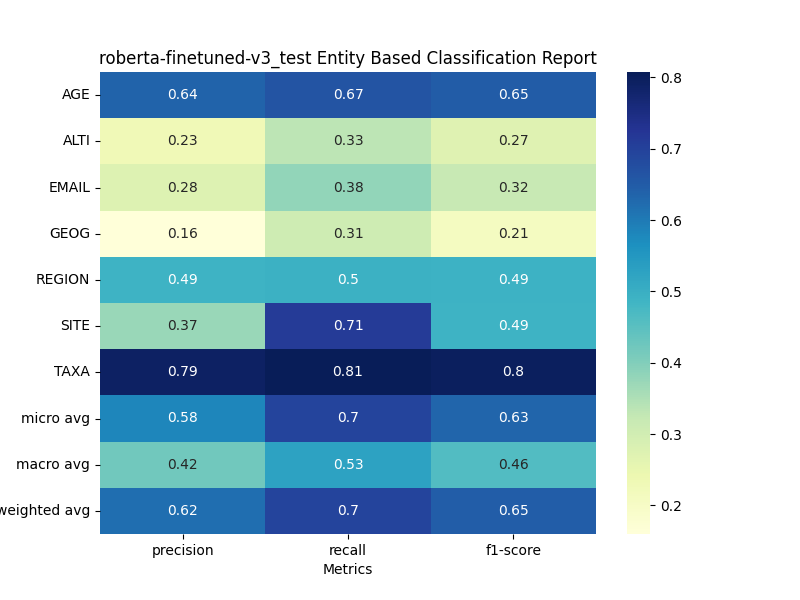 roberta-finetuned-v3_test Entity Based Classification Report
AGE 0.64 0.67 0.65 0.8
ALTI 0.23 0.33 0.27 0.7
EMAIL 0.28 0.38 0.32
GEOG 0.16 0.31 0.21 0.6
REGION 0.49 0.5 0.49 0.5
SITE 0.37 0.71 0.49
TAXA 0.79 0.81 0.8 0.4
micro avg 0.58 0.7 0.63 0.3
macro avg 0.42 0.53 0.46
weighted avg 0.62 0.7 0.65 0.2
precision recall f1-score
Metrics